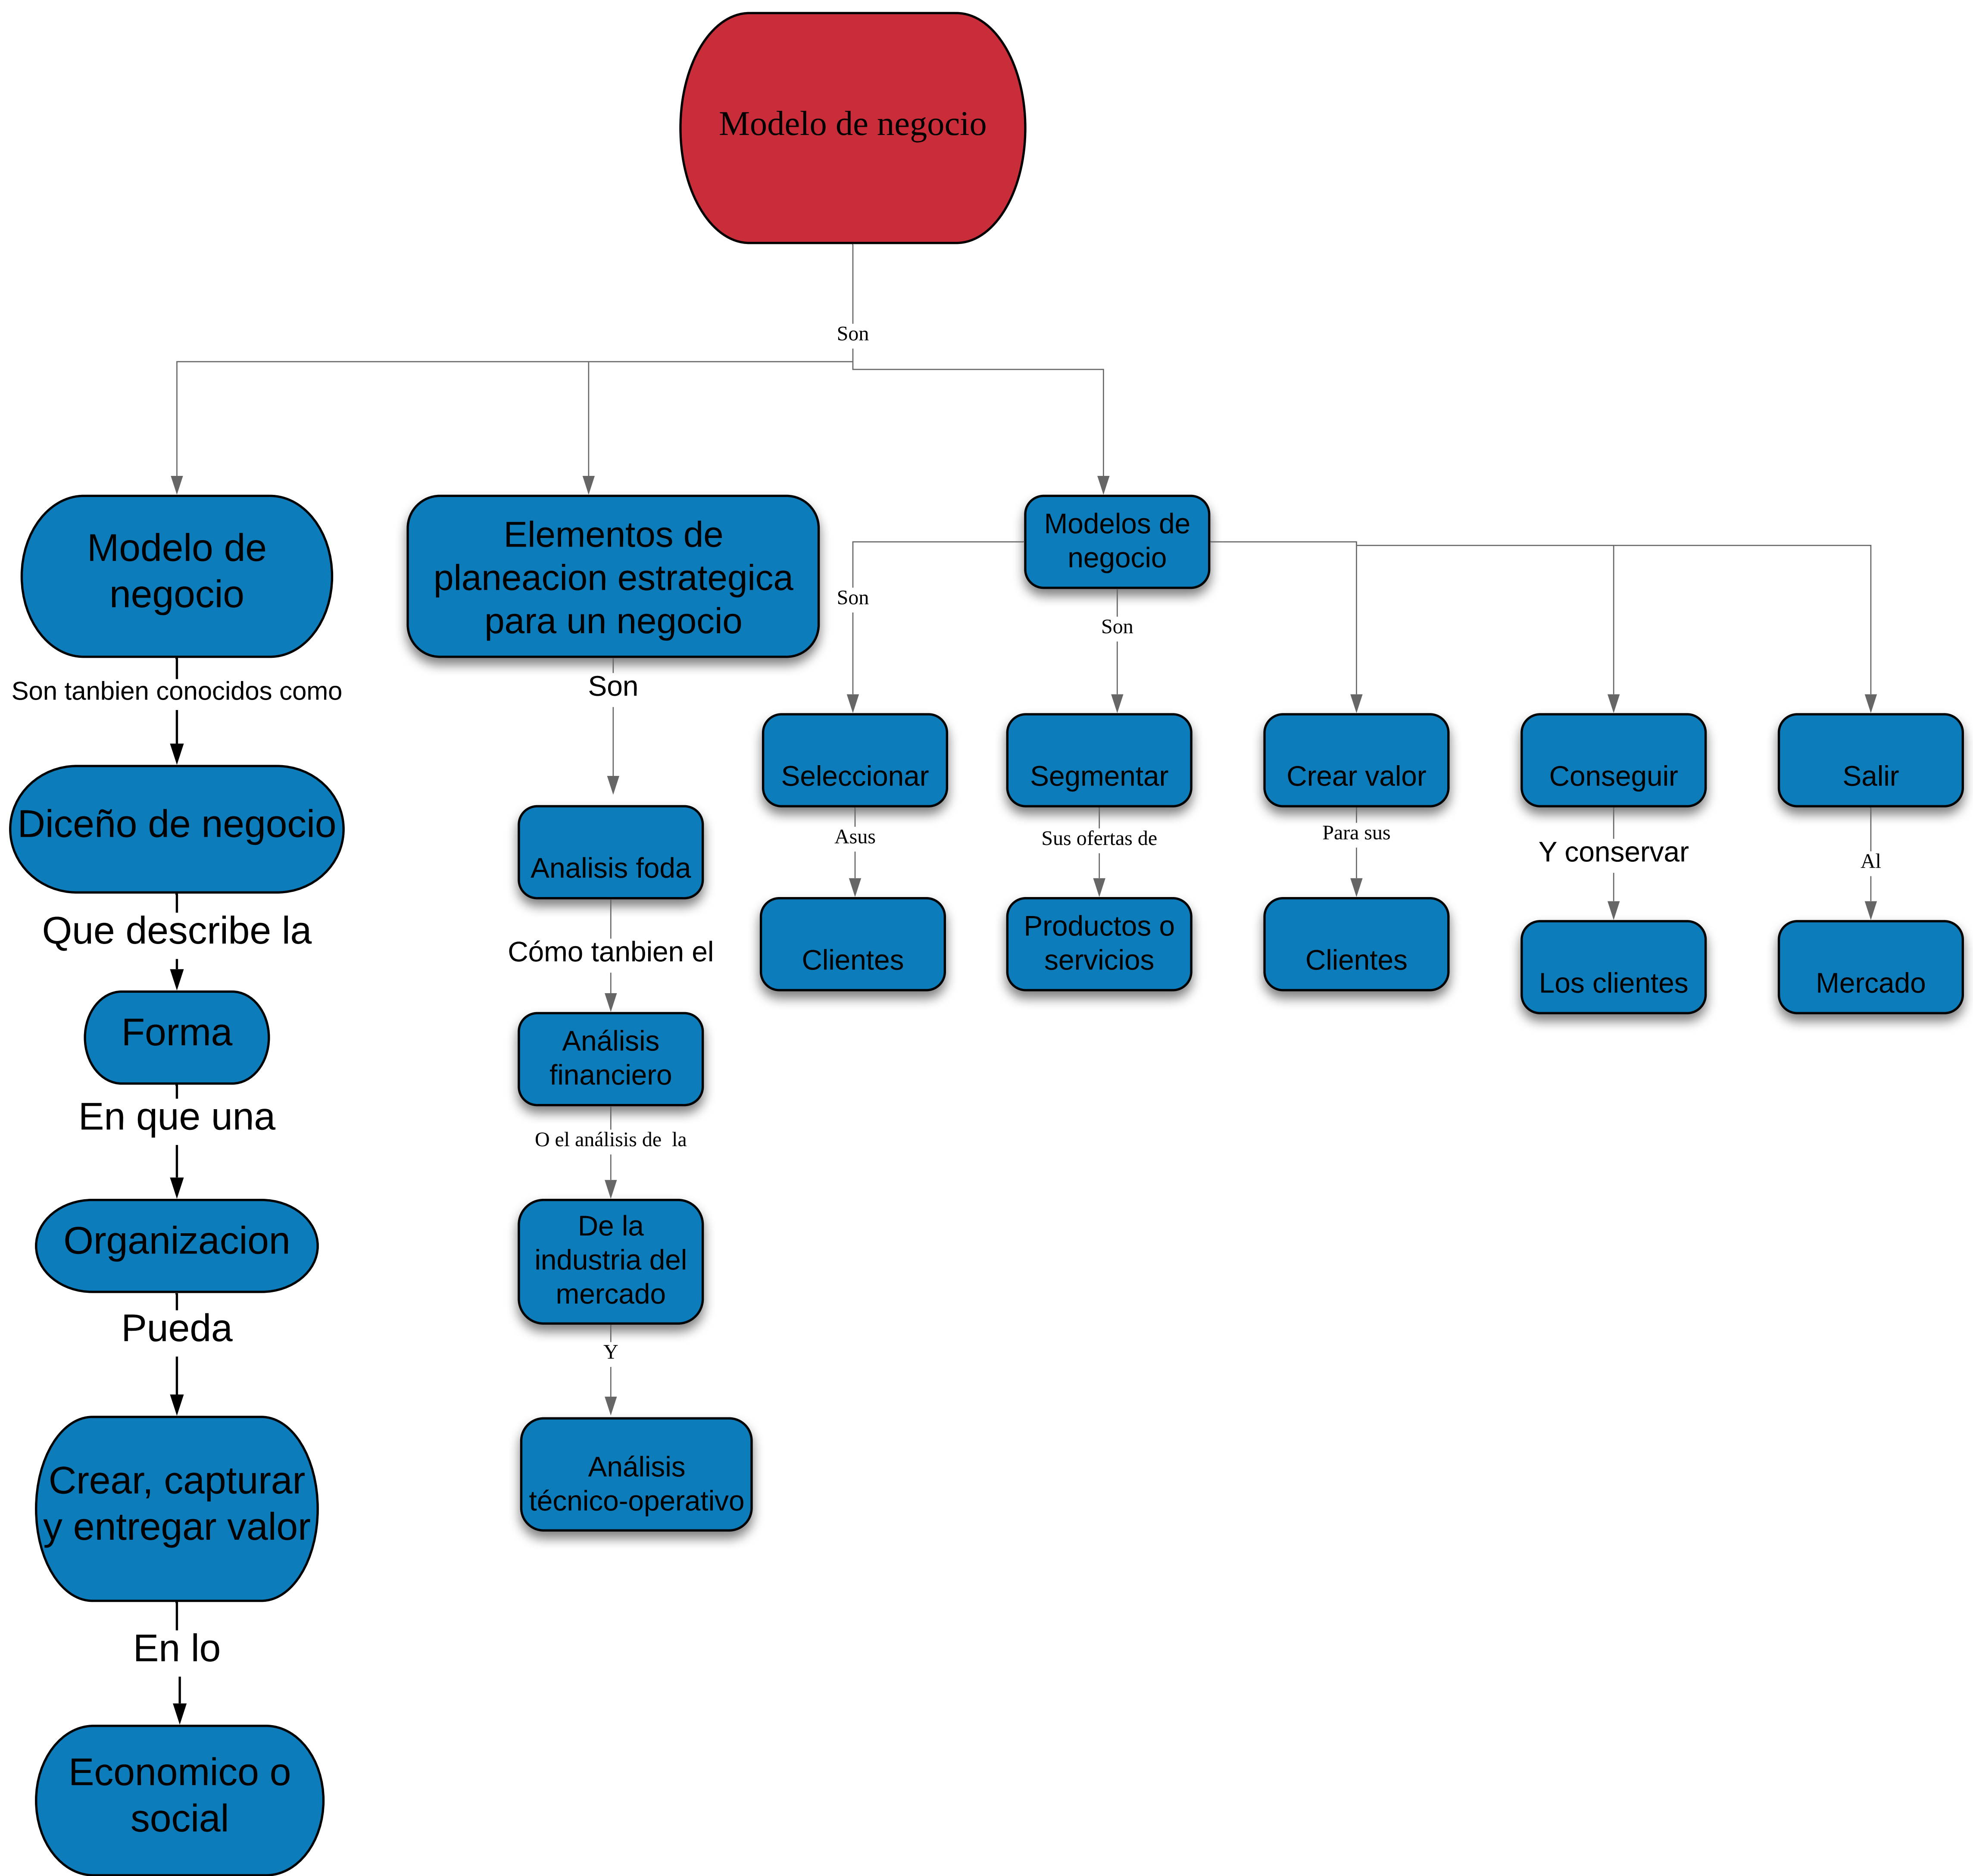 Modelo de negocio
Son
Modelo de
negocio
Son tanbien conocidos como
Diceño de negocio
Que describe la
Forma
En que una
Organizacion
Pueda
Crear, capturar
y entregar valor
En lo
Economico o
social
Elementos de
planeacion estrategica
para un negocio
Son
Analisis foda
Cómo tanbien el
Análisis
financiero
O el análisis de  la
De la
industria del
mercado
Y
Análisis
técnico-operativo
Modelos de
negocio
Son
Seleccionar
Asus
Clientes
Son
Segmentar
Sus ofertas de
Productos o
servicios
Crear valor
Para sus
Clientes
Conseguir
Y conservar
Los clientes
Salir
Al
Mercado